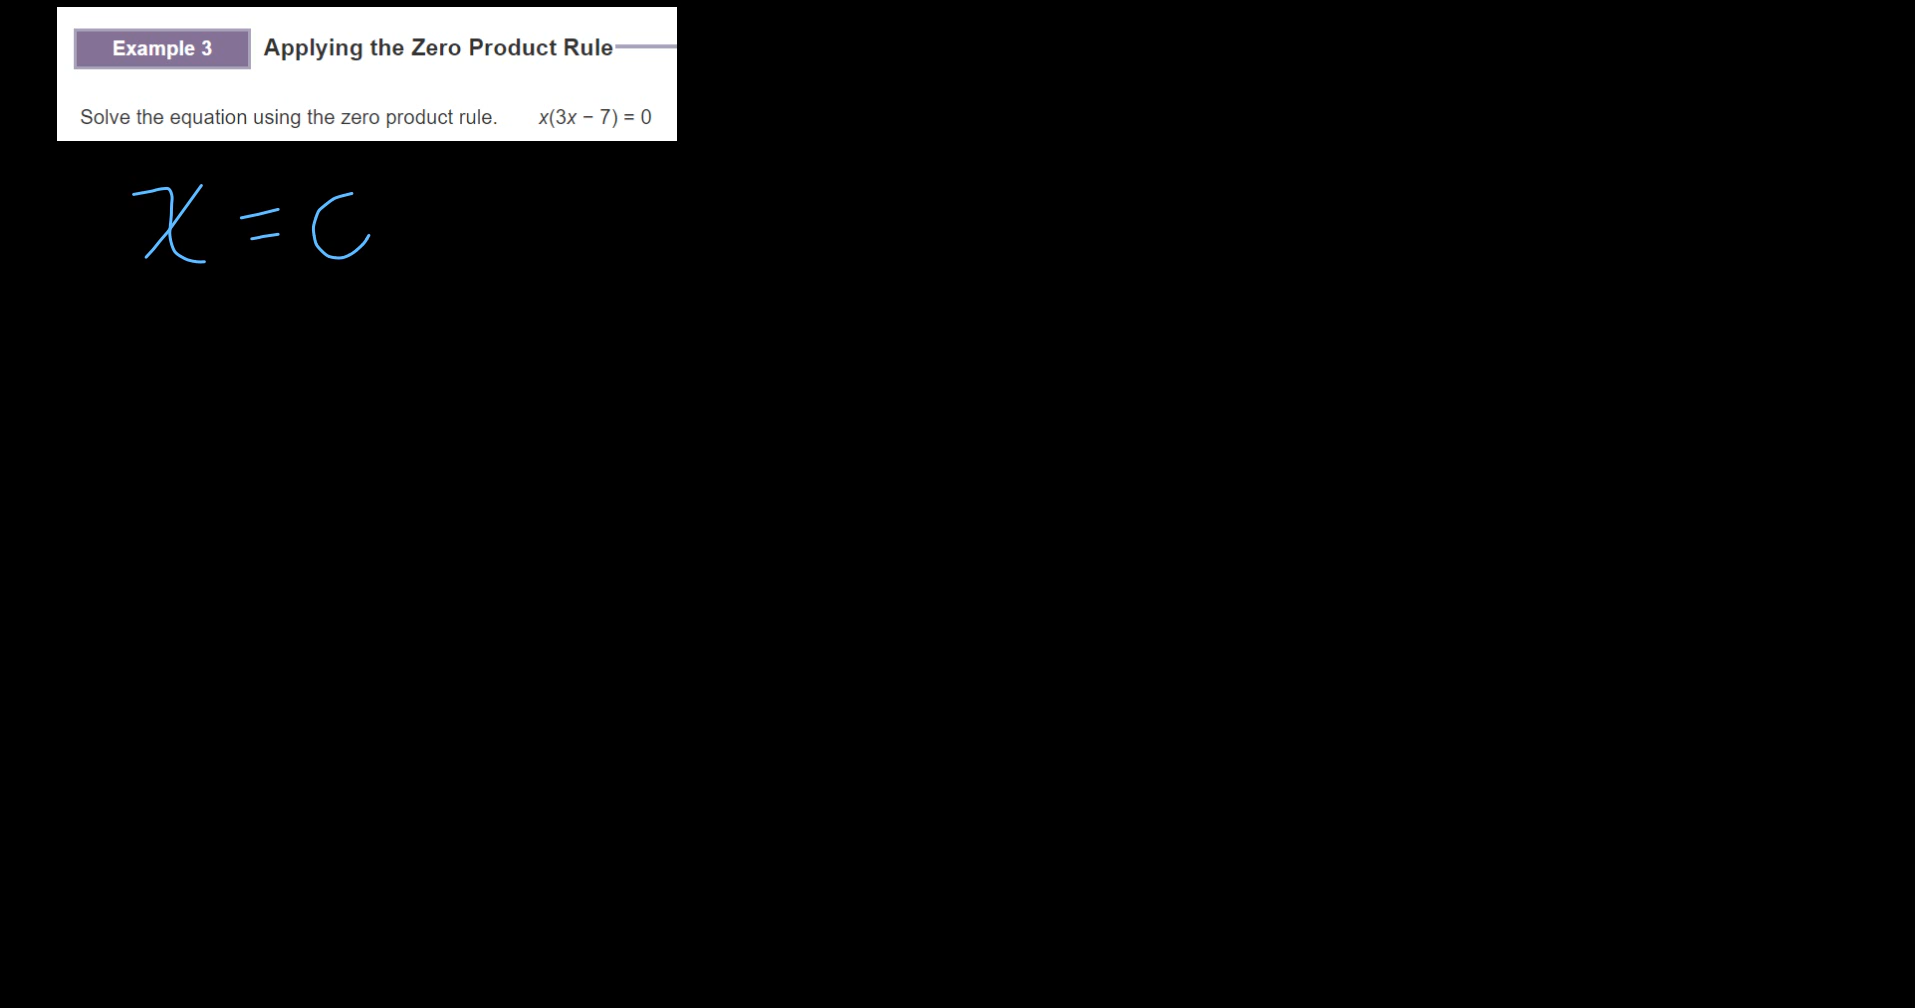 Example 3 Applying the Zero Product Rule
Solve the equation using the zero product rule. x(3x − 7) = 0
x = c